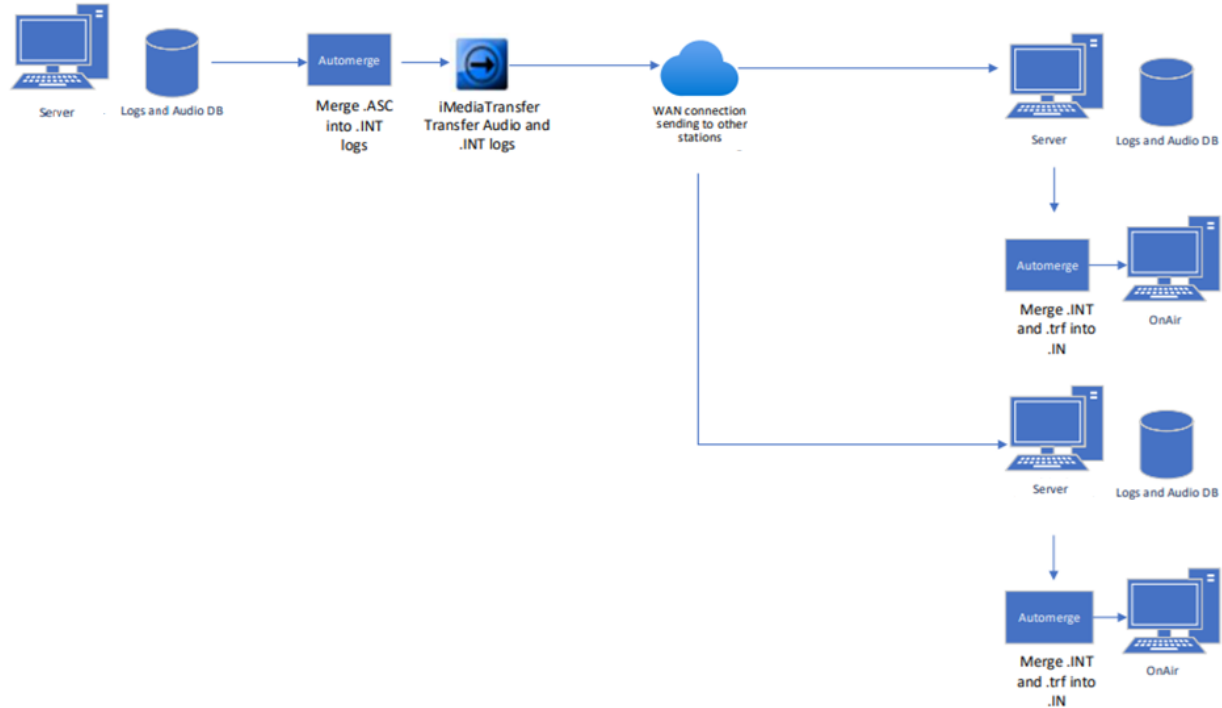 Server
Logs and Audio DB
Automerge
Merge .ASC
into .INT
logs
iMediaTransfer
Transfer Audio and
.INT logs
WAN connection
sending to other
stations
Server
Logs and Audio DB
Automerge
Merge .INT
and .trf into
.IN
OnAir
Server
Logs and Audio DB
Automerge
Merge .INT
and .trf into
.IN
OnAir